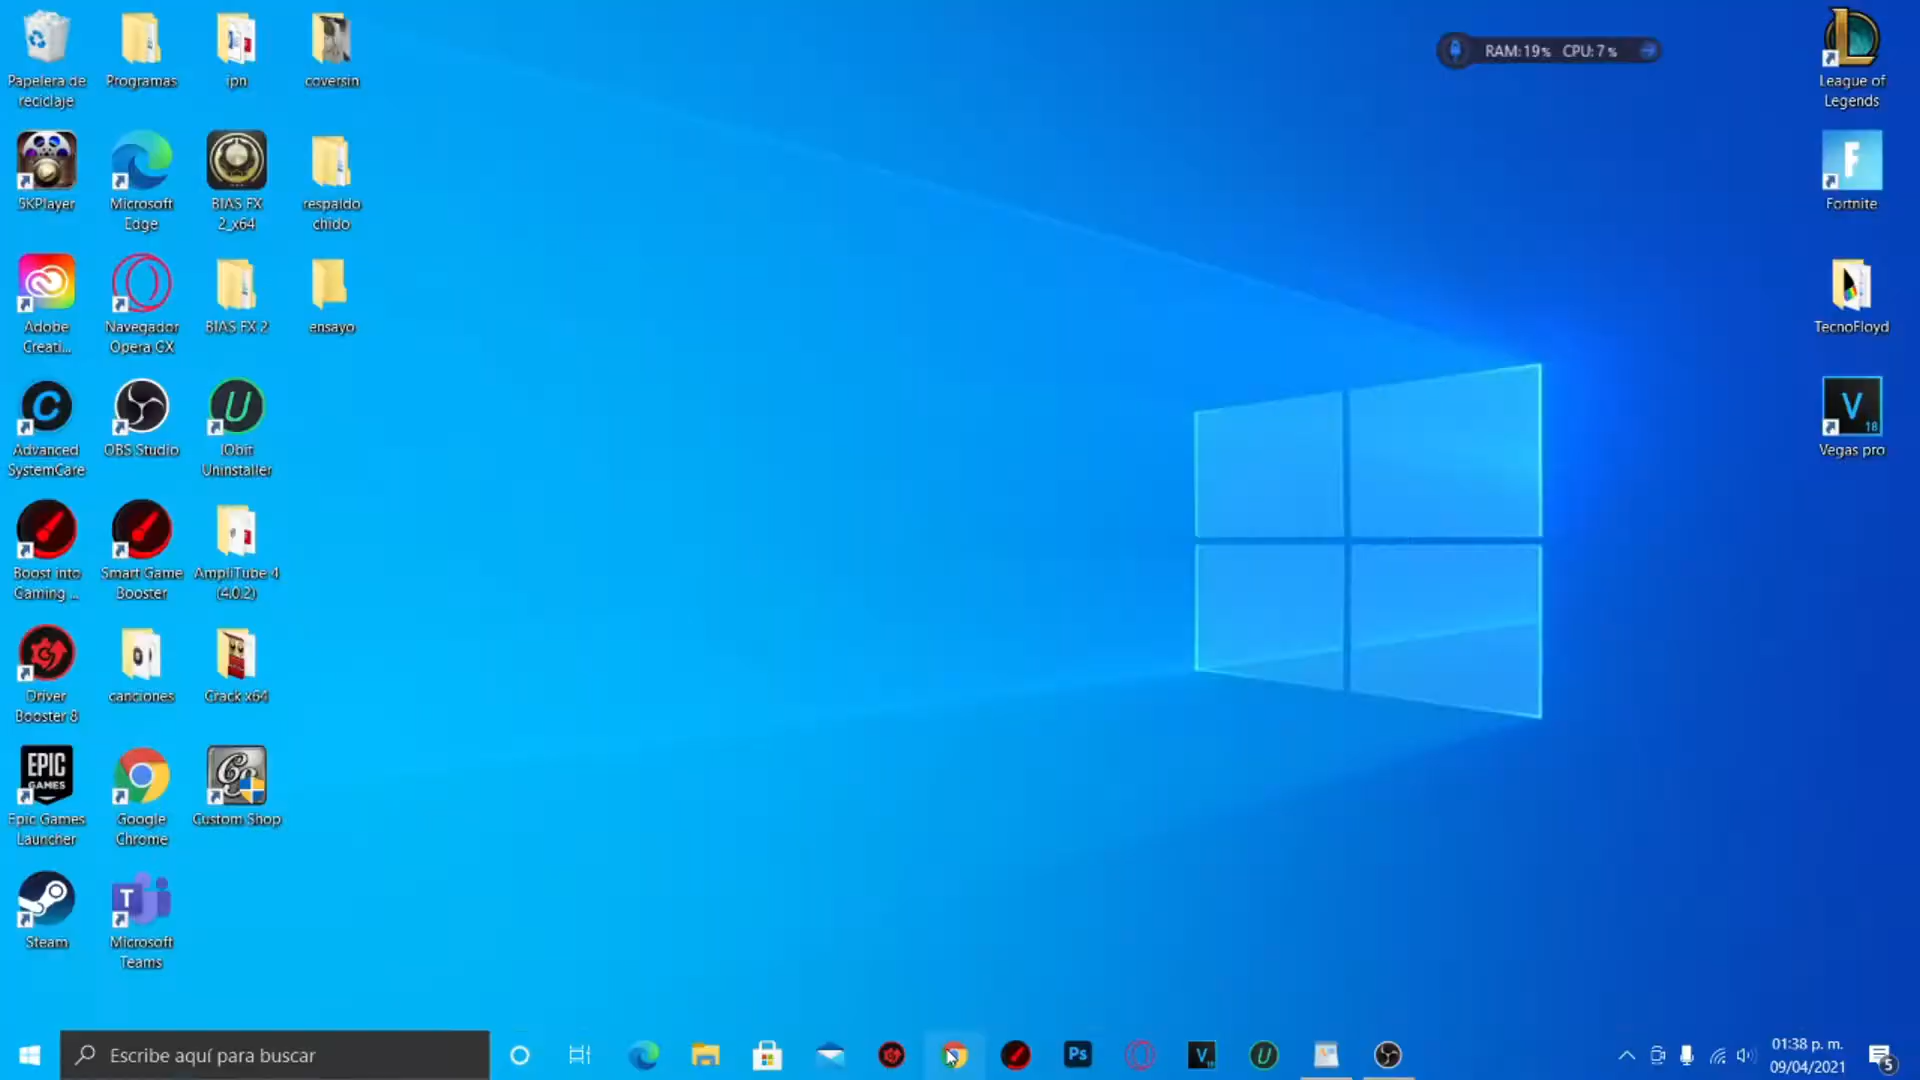 RAM:19% CPU:7%
Papelera de
reciclaje
Programas
ipn
coversin
League of
Legends
5KPlayer
Microsoft
Edge
BIAS FX
2_x64
respaldo
chido
Fortnite
Adobe
Creati...
Navegador
Opera GX
BIAS FX 2
ensayo
TecnoFloyd
Advanced
SystemCare
OBS Studio
IObit
Uninstaller
V
18
Vegas pro
Boost into
Gaming ...
Smart Game
Booster
AmpliTube 4
(4.0.2)
Driver
Booster 8
canciones
Crack x64
EPIC
GAMES
Epic Games
Launcher
Google
Chrome
Custom Shop
Steam
T
Microsoft
Teams
Escribe aquí para buscar
Ps
V
U
01:38 p. m.
09/04/2021
5